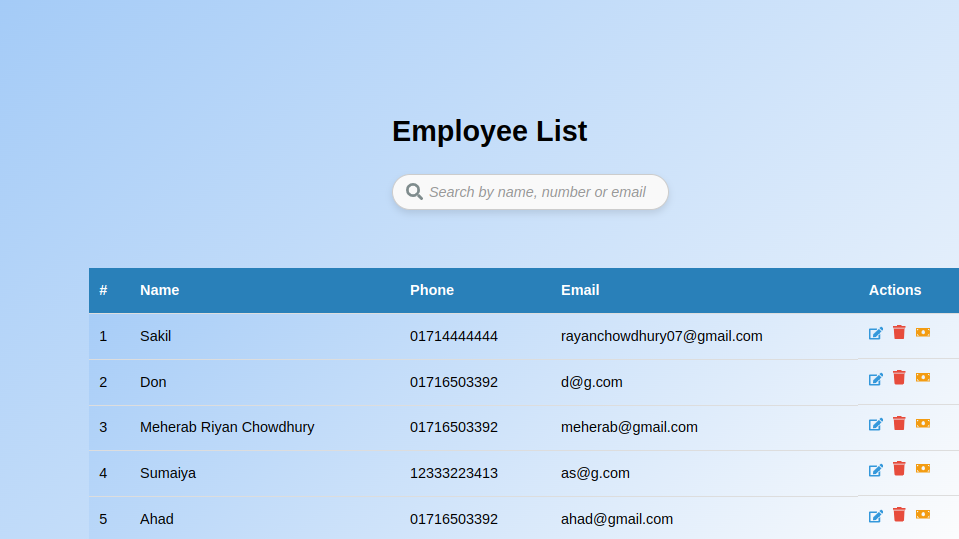 Employee List
Search by name, number or email
# Name Phone Email Actions
1 Sakil 01714444444 rayanchowdhury07@gmail.com
2 Don 01716503392 d@g.com
3 Meherab Riyan Chowdhury 01716503392 meherab@gmail.com
4 Sumaiya 12333223413 as@g.com
5 Ahad 01716503392 ahad@gmail.com